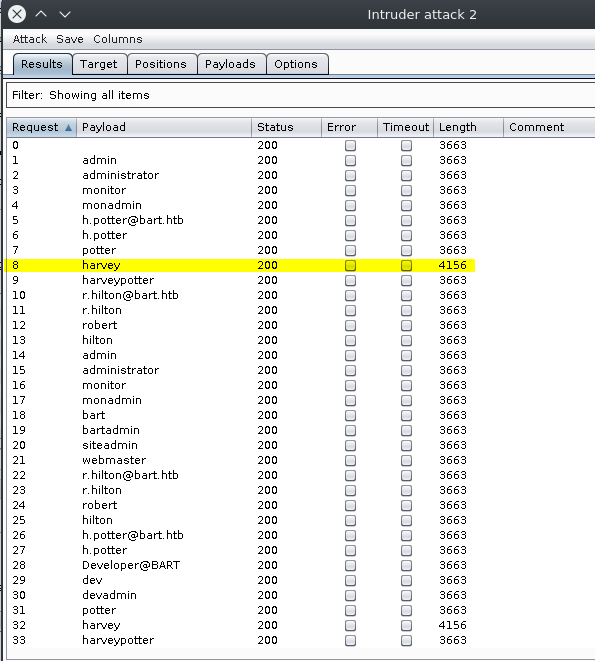 Intruder attack 2
Attack Save Columns
Results Target Positions Payloads Options
Filter: Showing all items
Request Payload Status Error Timeout Length Comment
0 200 3663
1 admin 200 3663
2 administrator 200 3663
3 monitor 200 3663
4 monadmin 200 3663
5 h.potter@bart.htb 200 3663
6 h.potter 200 3663
7 potter 200 3663
8 harvey 200 4156
9 harveypotter 200 3663
10 r.hilton@bart.htb 200 3663
11 r.hilton 200 3663
12 robert 200 3663
13 hilton 200 3663
14 admin 200 3663
15 administrator 200 3663
16 monitor 200 3663
17 monadmin 200 3663
18 bart 200 3663
19 bartadmin 200 3663
20 siteadmin 200 3663
21 webmaster 200 3663
22 r.hilton@bart.htb 200 3663
23 r.hilton 200 3663
24 robert 200 3663
25 hilton 200 3663
26 h.potter@bart.htb 200 3663
27 h.potter 200 3663
28 Developer@BART 200 3663
29 dev 200 3663
30 devadmin 200 3663
31 potter 200 3663
32 harvey 200 4156
33 harveypotter 200 3663